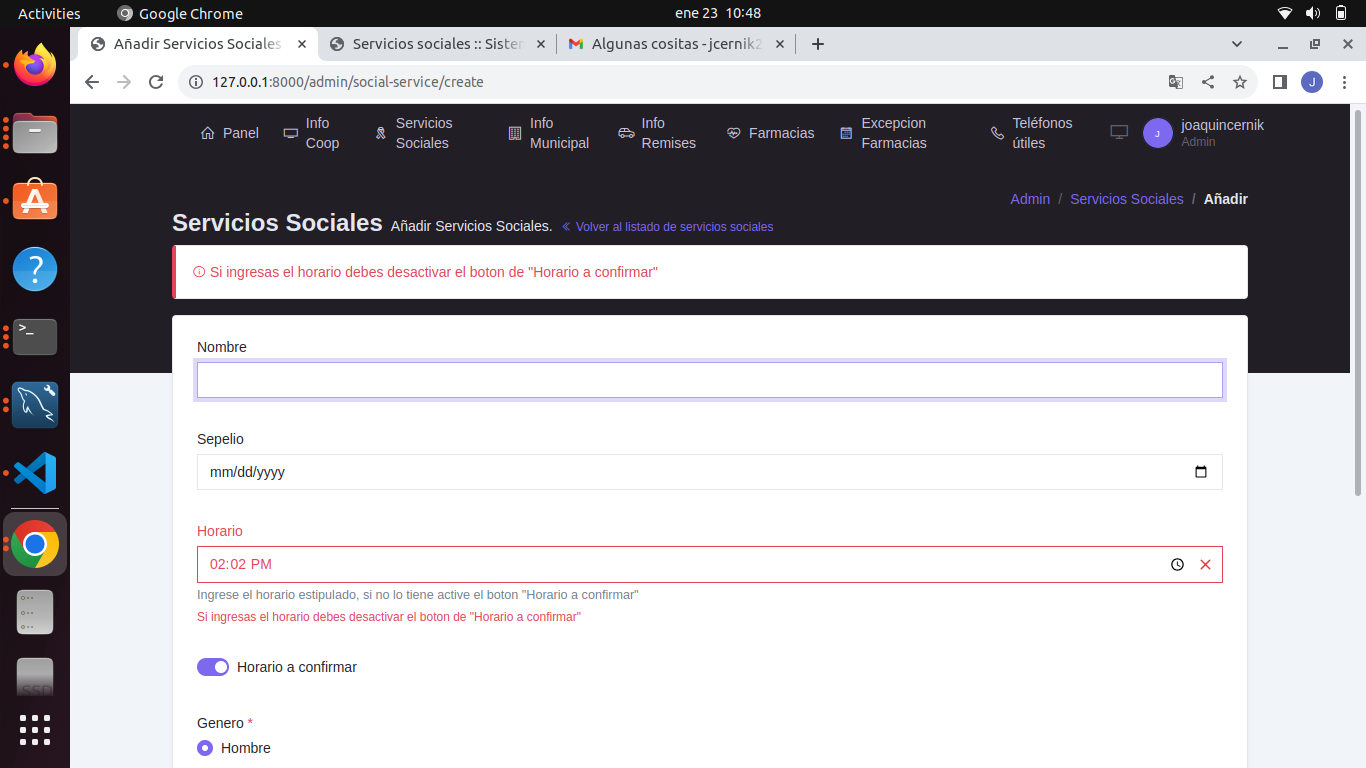 Activities Google Chrome ene 23 10:48
Añadir Servicios Sociales Servicios sociales :: Sister Algunas cositas - jcernik2
127.0.0.1:8000/admin/social-service/create J
Panel Info Coop Servicios Sociales Info Municipal Info Remises Farmacias Excepcion Farmacias Teléfonos útiles J joaquincernik Admin
Admin / Servicios Sociales / Añadir
Servicios Sociales Añadir Servicios Sociales. « Volver al listado de servicios sociales
Si ingresas el horario debes desactivar el boton de "Horario a confirmar"
Nombre
Sepelio
mm/dd/yyyy
Horario
02:02 PM
Ingrese el horario estipulado, si no lo tiene active el boton "Horario a confirmar"
Si ingresas el horario debes desactivar el boton de "Horario a confirmar"
Horario a confirmar
Genero *
Hombre
>_
?
SSD